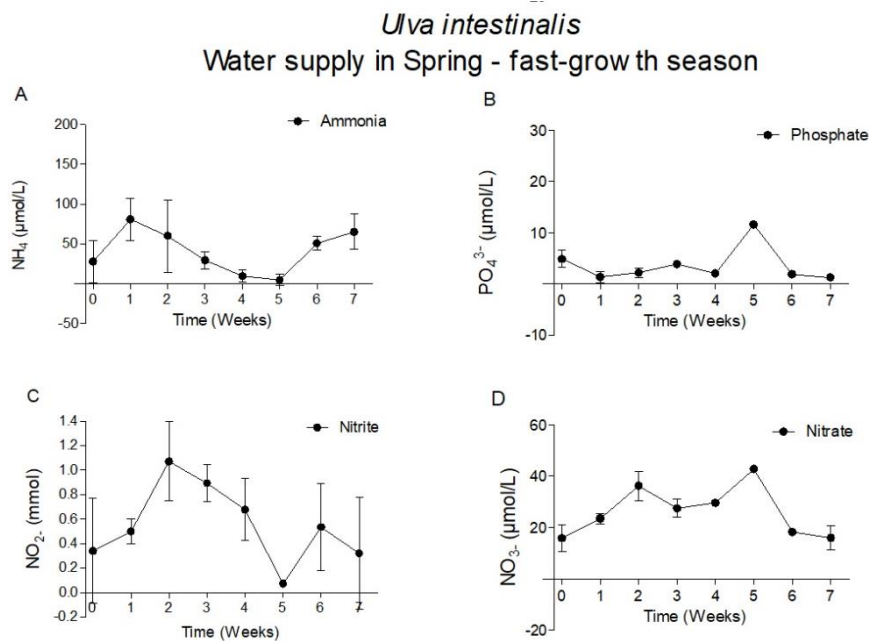 Ulva intestinalis
Water supply in Spring - fast-growth season
A
Ammonia
200
150
100
50
-50
NH4 (µmol/L)
0 1 2 3 4 5 6 7
Time (Weeks)
B
Phosphate
30
20
10
-10
PO4 3- (µmol/L)
0 1 2 3 4 5 6 7
Time (Weeks)
C
Nitrite
1.4
1.2
1.0
0.8
0.6
0.4
0.2
0.0
-0.2
NO2- (mmol)
0 1 2 3 4 5 6 7
Time (Weeks)
D
Nitrate
60
40
20
-20
NO3- (µmol/L)
0 1 2 3 4 5 6 7
Time (Weeks)